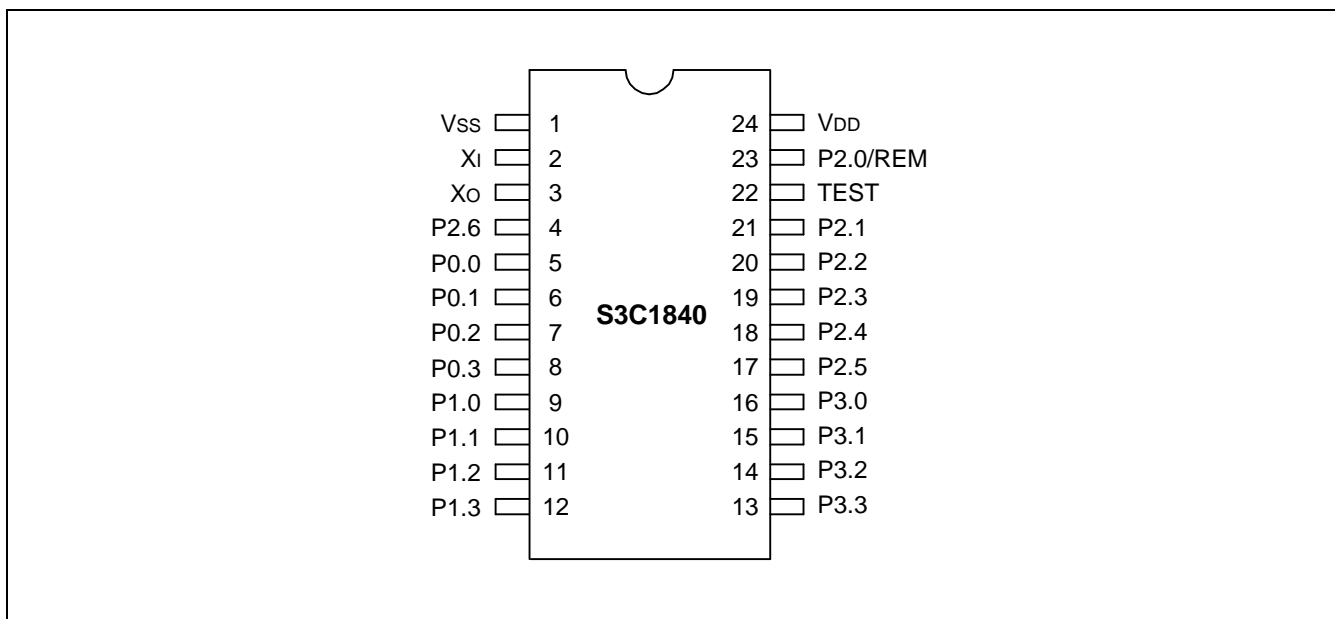 VSS 1 24 VDD
XI 2 23 P2.0/REM
XO 3 22 TEST
P2.6 4 21 P2.1
P0.0 5 20 P2.2
P0.1 6 19 P2.3
S3C1840
P0.2 7 18 P2.4
P0.3 8 17 P2.5
P1.0 9 16 P3.0
P1.1 10 15 P3.1
P1.2 11 14 P3.2
P1.3 12 13 P3.3